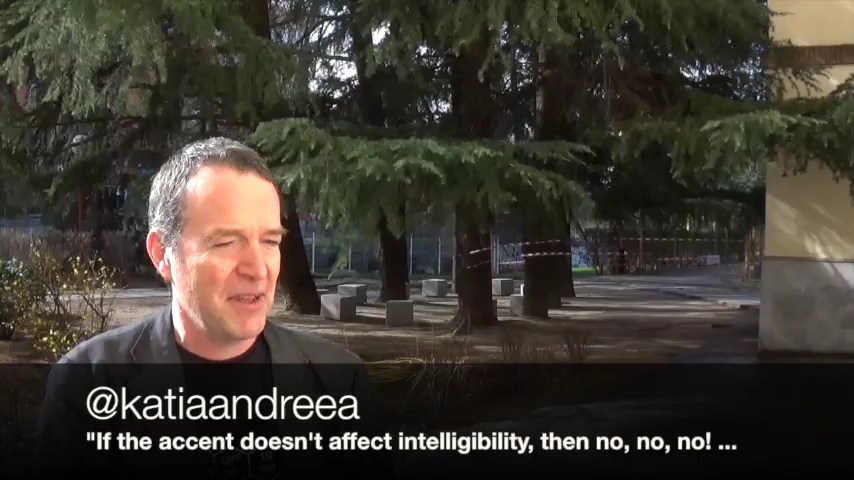 @katiaandreea
"If the accent doesn't affect intelligibility, then no, no, no! ...